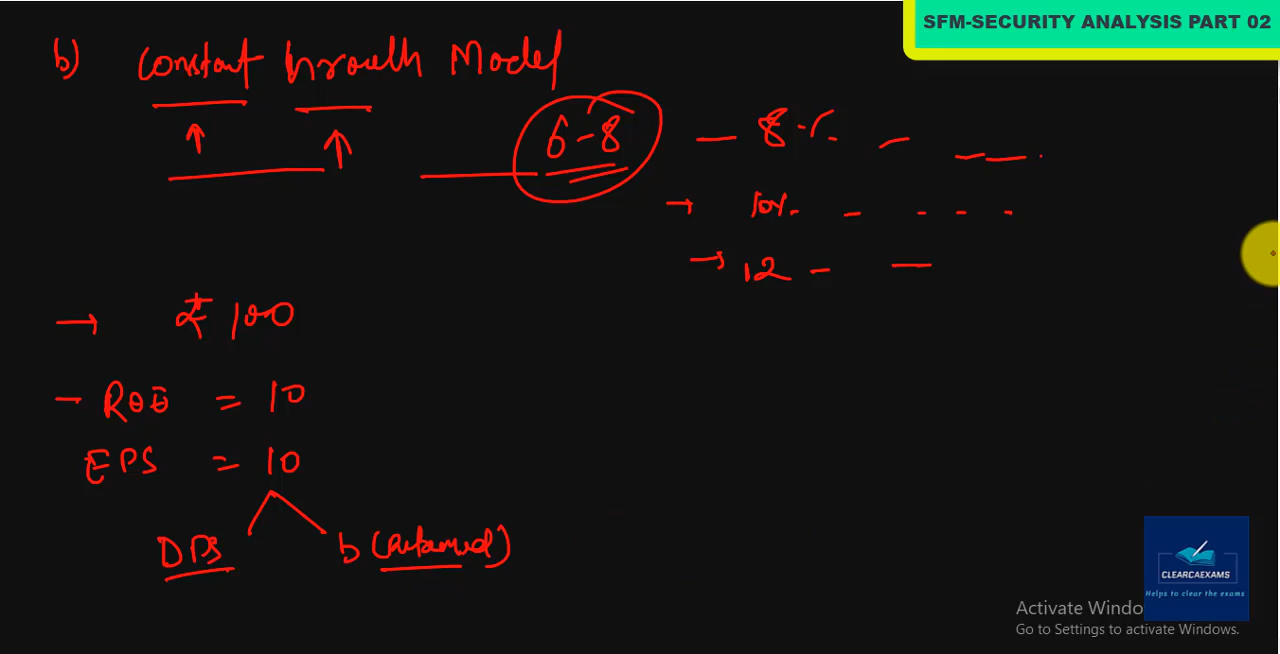 SFM-SECURITY ANALYSIS PART 02
b) Constant Growth Model
6-8 — 8% — —
→ 10% - - - -
→ 12 - —
→ ₹ 100
- ROE = 10
EPS = 10
DPS b (retained)
CLEARCAEXAMS
Helps to clear the exams
Activate Windo
Go to Settings to activate Windows.